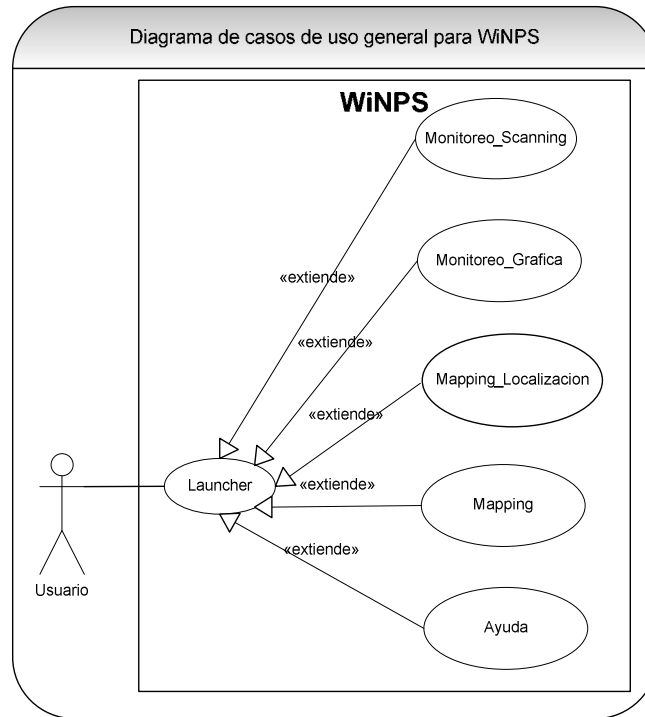 Diagrama de casos de uso general para WiNPS
WiNPS
Monitoreo_Scanning
Monitoreo_Grafica
«extiende»
«extiende»
Mapping_Localizacion
«extiende»
Launcher
«extiende»
Mapping
«extiende»
Usuario
Ayuda